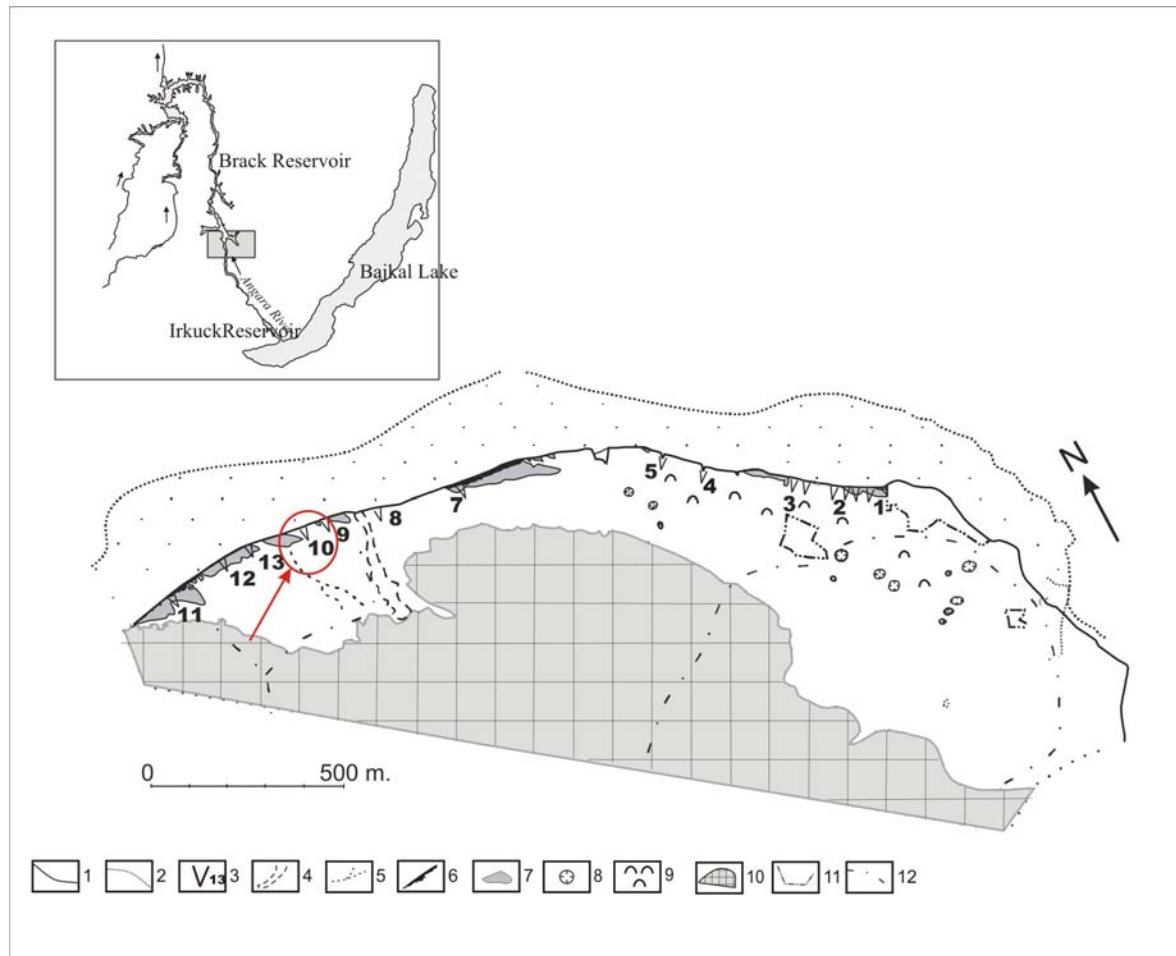 Brack Reservoir
Bajkal Lake
Angara River
IrkuckReservoir
N
5
4
3
2
1
7
8
9
10
13
12
11
0 500 m.
1 2 V13 3 4 5 6 7 8 9 10 11 12